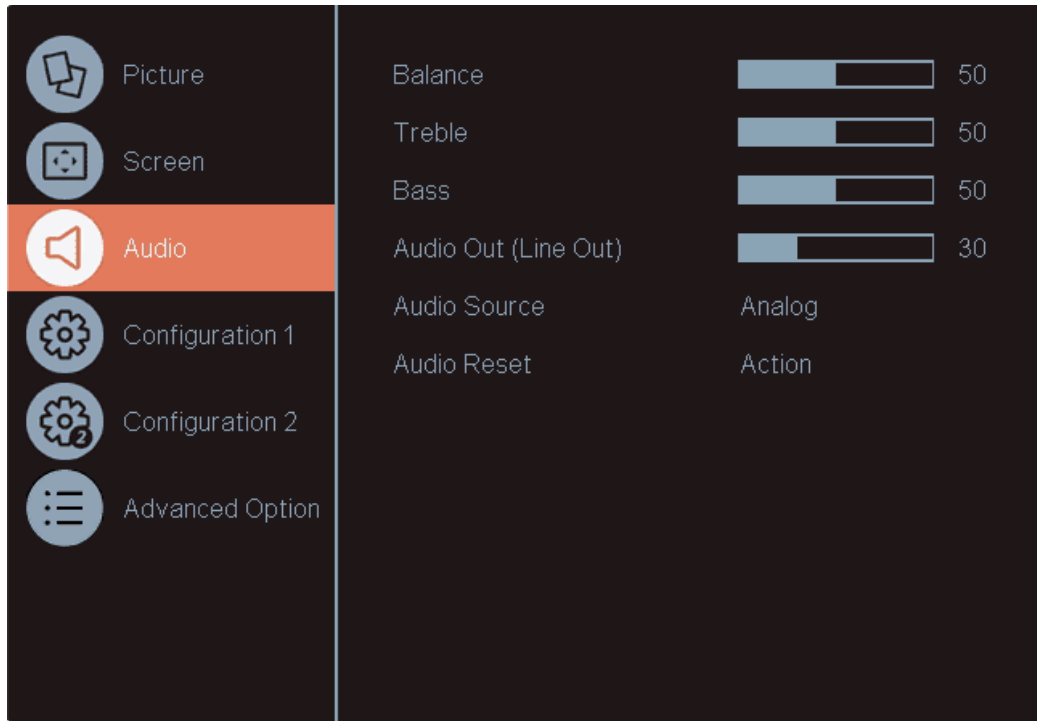 Picture
Screen
Audio
Configuration 1
Configuration 2
2
Advanced Option
Balance 50
Treble 50
Bass 50
Audio Out (Line Out) 30
Audio Source Analog
Audio Reset Action